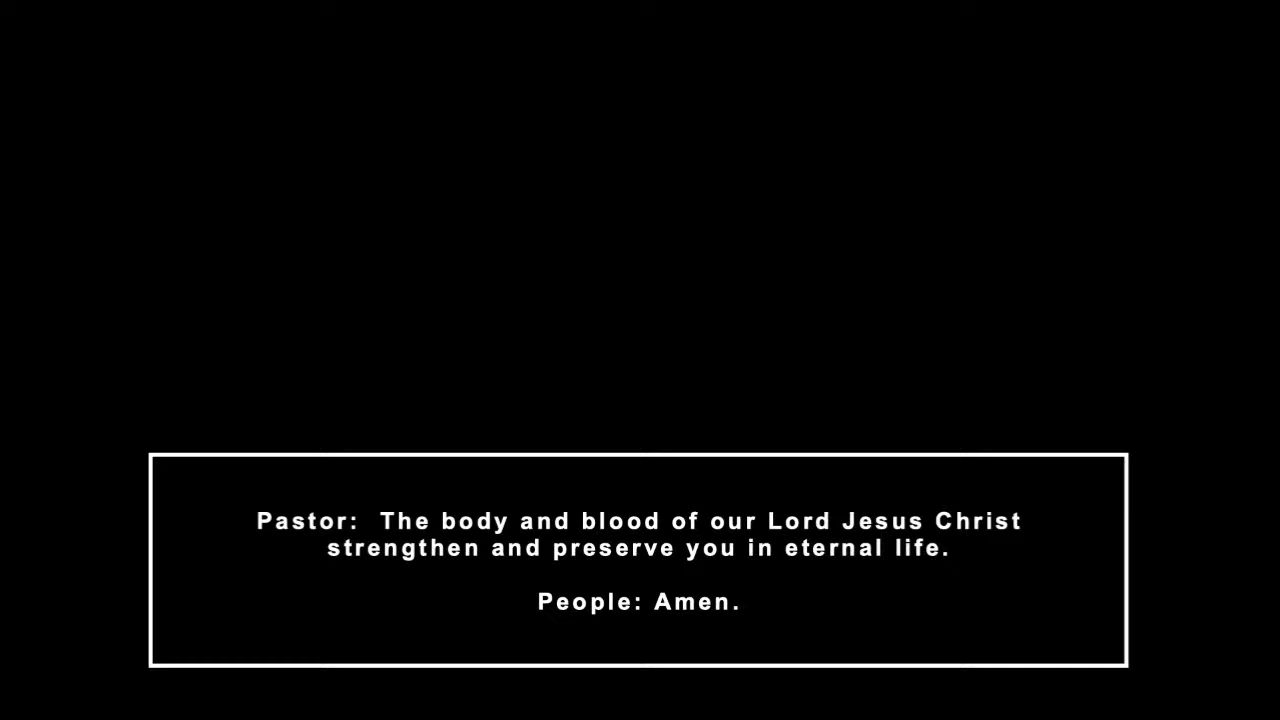 Pastor:  The body and blood of our Lord Jesus Christ
strengthen and preserve you in eternal life.
People: Amen.